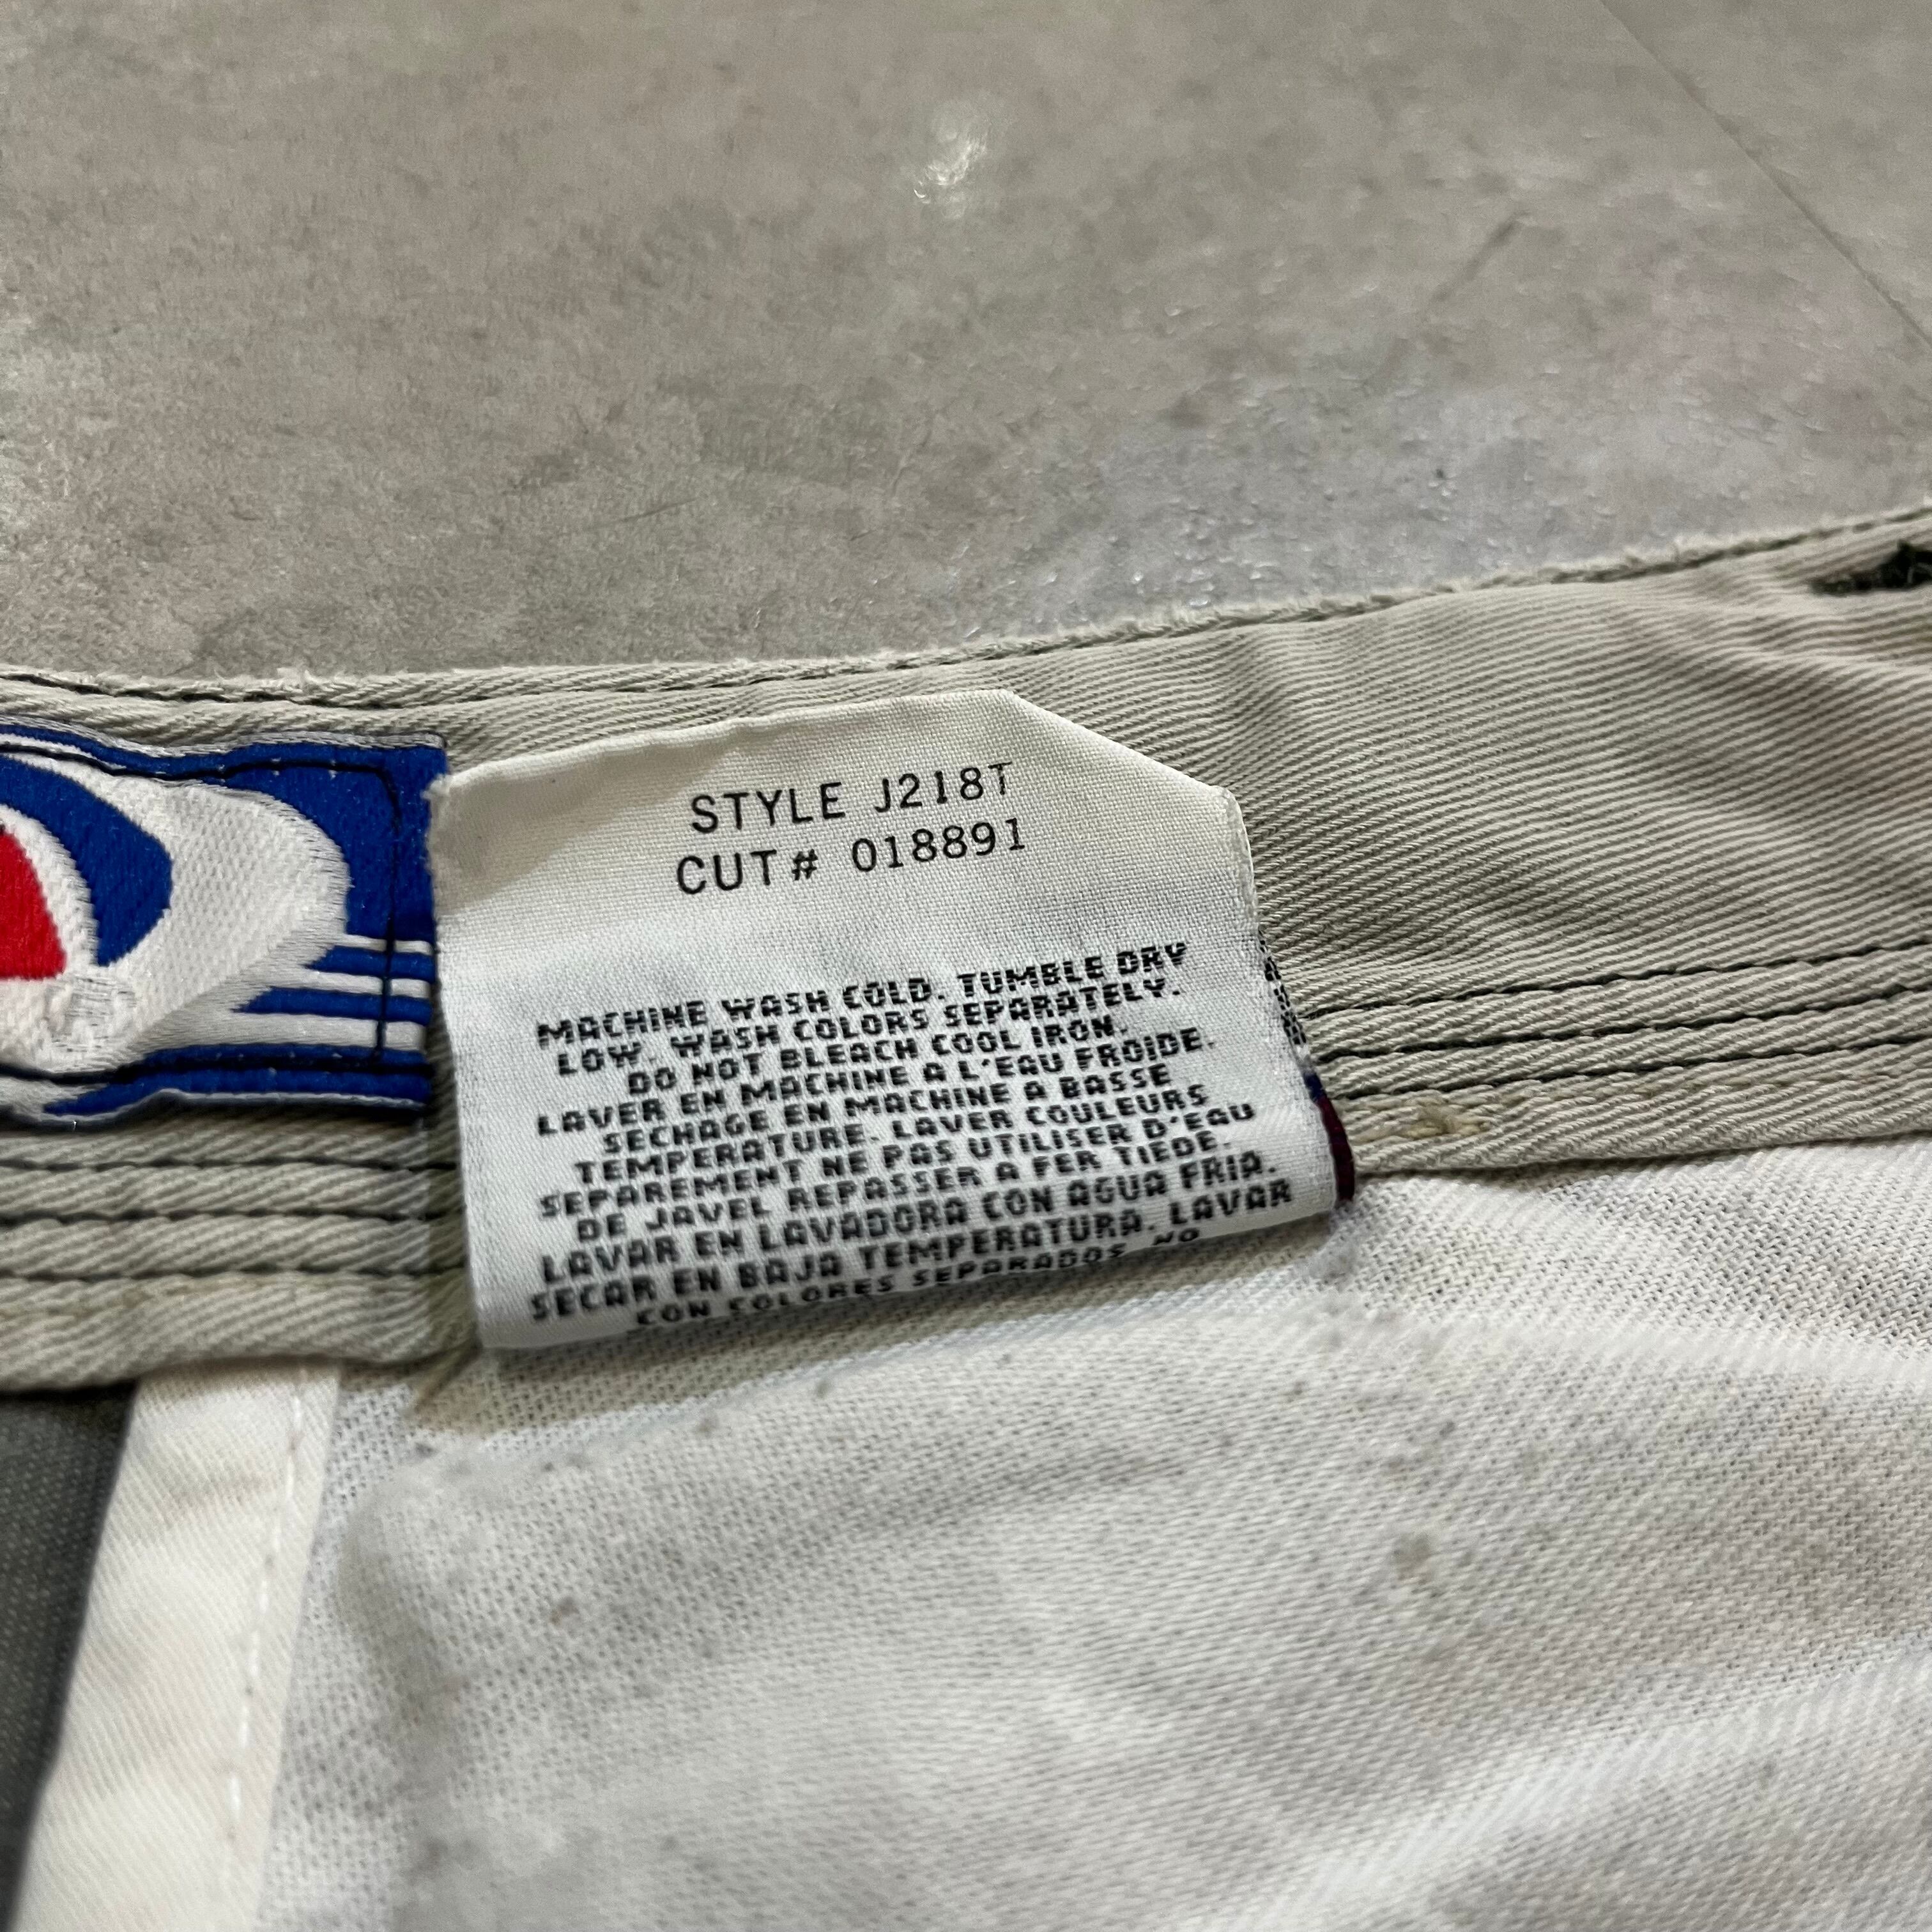 STYLE J218T
CUT# 018891
MACHINE WASH COLD. TUMBLE DRY
LOW. WASH COLORS SEPARATELY.
DO NOT BLEACH COOL IRON.
LAVER EN MACHINE A L'EAU FROIDE.
SECHAGE EN MACHINE A BASSE
TEMPERATURE. LAVER COULEURS
SEPAREMENT NE PAS UTILISER D'EAU
DE JAVEL REPASSER A FER TIEDE.
LAVAR EN LAVADORA CON AGUA FRIA.
SECAR EN BAJA TEMPERATURA. LAVAR
CON COLORES SEPARADOS. NO